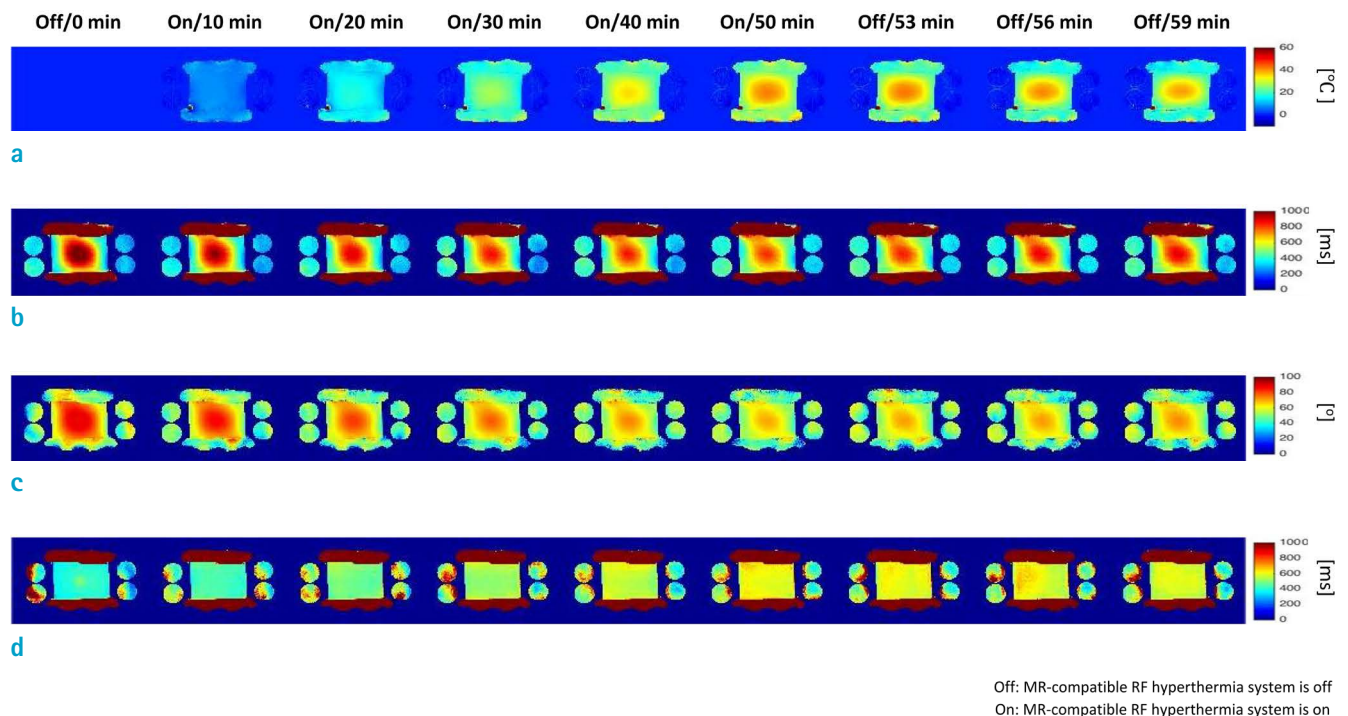 Off/0 min On/10 min On/20 min On/30 min On/40 min On/50 min Off/53 min Off/56 min Off/59 min
60
40
20
0
[°C ]
a
1000
800
600
400
200
0
[ms]
b
100
80
60
40
20
0
[º]
c
1000
800
600
400
200
0
[ms]
d
Off: MR-compatible RF hyperthermia system is off
On: MR-compatible RF hyperthermia system is on